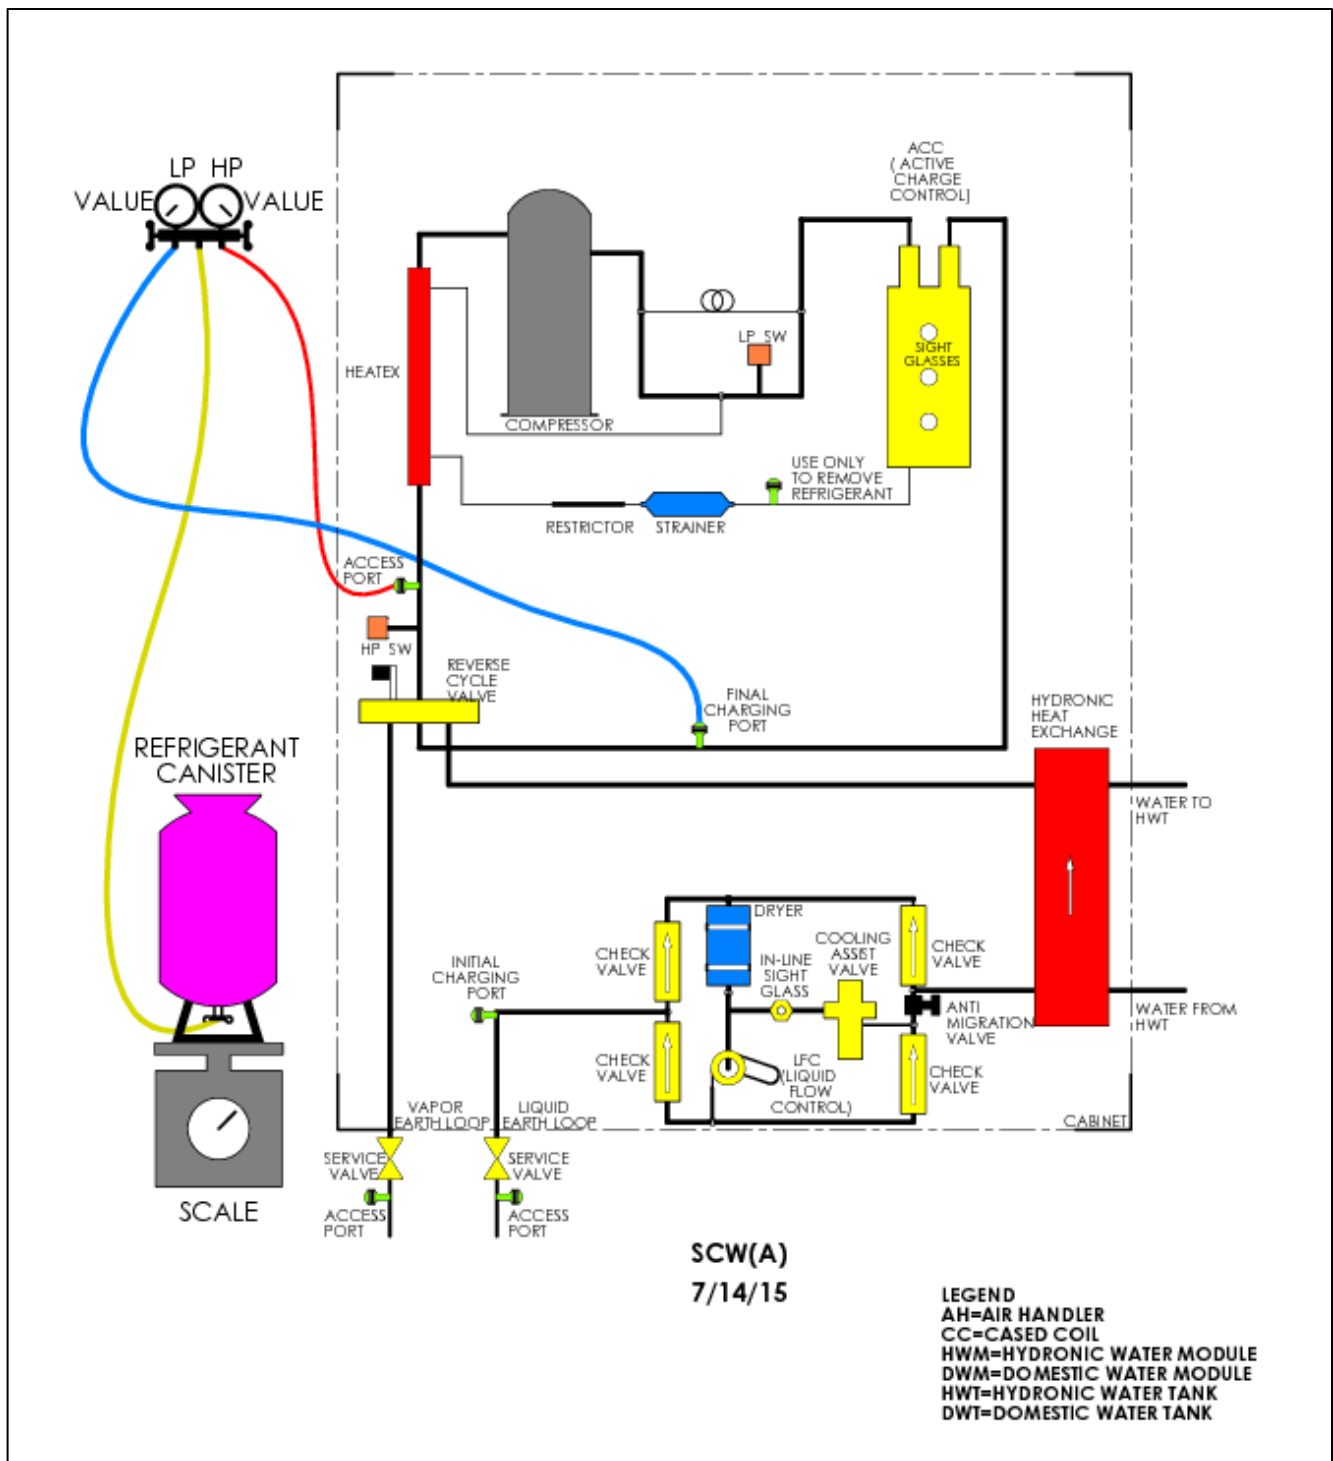 LP HP
VALUE
VALUE
ACC
( ACTIVE
CHARGE
CONTROL)
LP SW
SIGHT
GLASSES
HEATEX
COMPRESSOR
USE ONLY
TO REMOVE
REFRIGERANT
RESTRICTOR
STRAINER
ACCESS
PORT
HP SW
REVERSE
CYCLE
VALVE
FINAL
CHARGING
PORT
HYDRONIC
HEAT
EXCHANGE
REFRIGERANT
CANISTER
WATER TO
HWT
DRYER
CHECK
VALVE
IN-LINE
SIGHT
GLASS
COOLING
ASSIST
VALVE
CHECK
VALVE
INITIAL
CHARGING
PORT
ANTI
MIGRATION
VALVE
WATER FROM
HWT
CHECK
VALVE
LFC
(LIQUID
FLOW
CONTROL)
CHECK
VALVE
VAPOR
EARTH LOOP
LIQUID
EARTH LOOP
CABINET
SERVICE
VALVE
SERVICE
VALVE
SCALE
ACCESS
PORT
ACCESS
PORT
SCW(A)
7/14/15
LEGEND
AH=AIR HANDLER
CC=CASED COIL
HWM=HYDRONIC WATER MODULE
DWM=DOMESTIC WATER MODULE
HWT=HYDRONIC WATER TANK
DWT=DOMESTIC WATER TANK